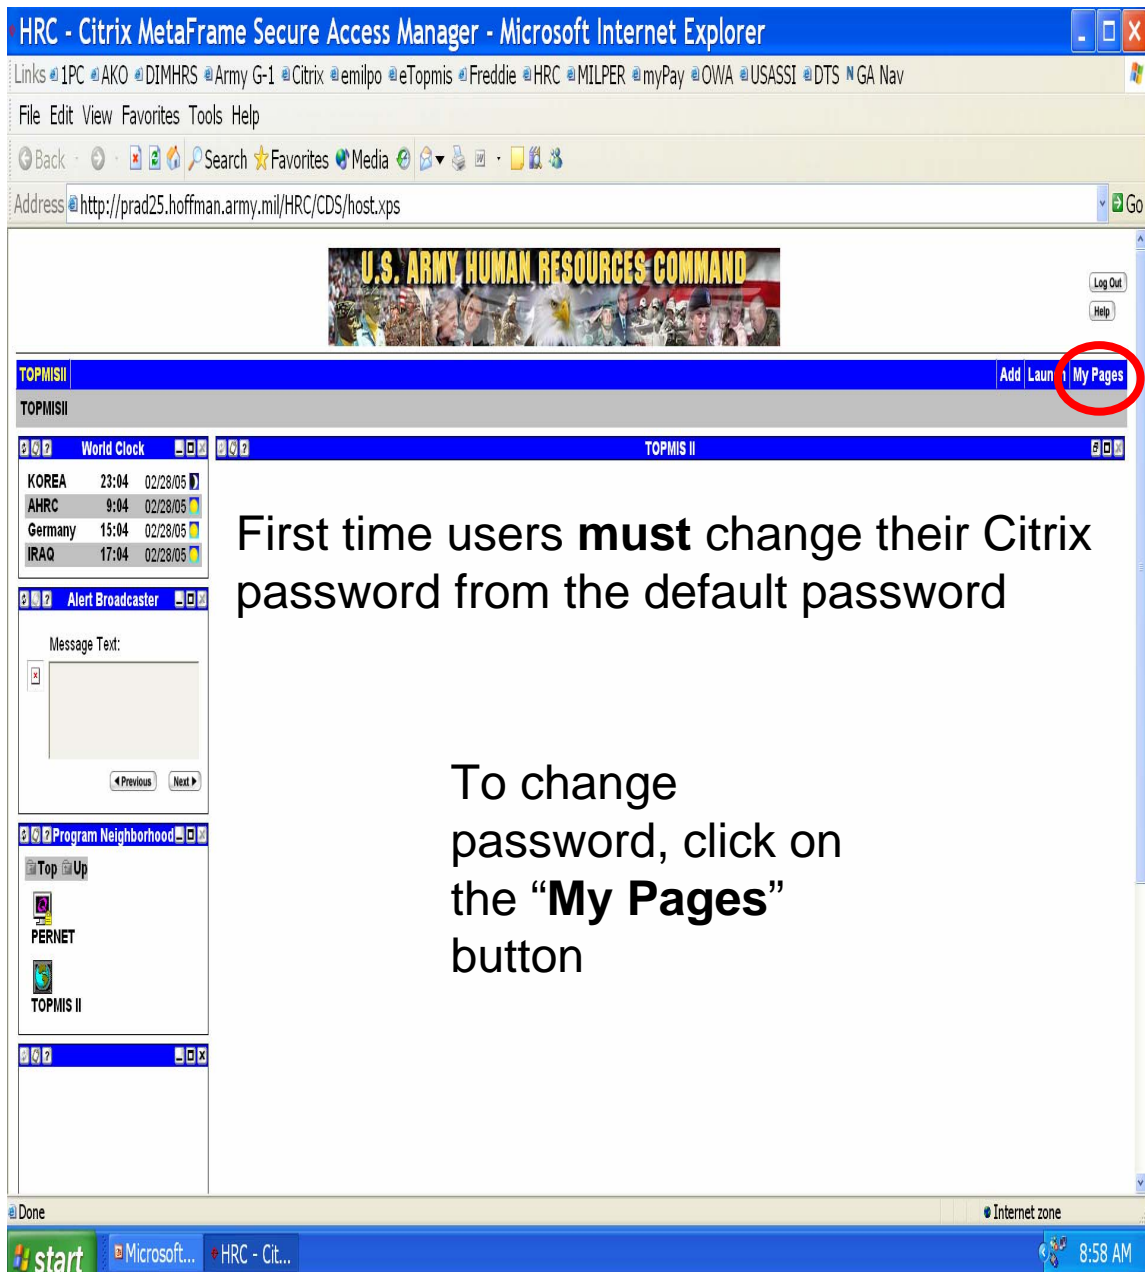 HRC - Citrix MetaFrame Secure Access Manager - Microsoft Internet Explorer
Links 1PC AKO DIMHRS Army G-1 Citrix emilpo eTopmis Freddie HRC MILPER myPay OWA USASSI DTS N GA Nav
File Edit View Favorites Tools Help
Back Search Favorites Media
Address http://prad25.hoffman.army.mil/HRC/CDS/host.xps Go
U.S. ARMY HUMAN RESOURCES COMMAND
Log Out
Help
TOPMISII Add Launch My Pages
TOPMISII
World Clock
KOREA 23:04 02/28/05
AHRC 9:04 02/28/05
Germany 15:04 02/28/05
IRAQ 17:04 02/28/05
Alert Broadcaster
Message Text:
Previous Next
Program Neighborhood
Top Up
PERNET
TOPMIS II
TOPMIS II
First time users must change their Citrix
password from the default password
To change
password, click on
the “My Pages”
button
Done Internet zone
start Microsoft... HRC - Cit... 8:58 AM